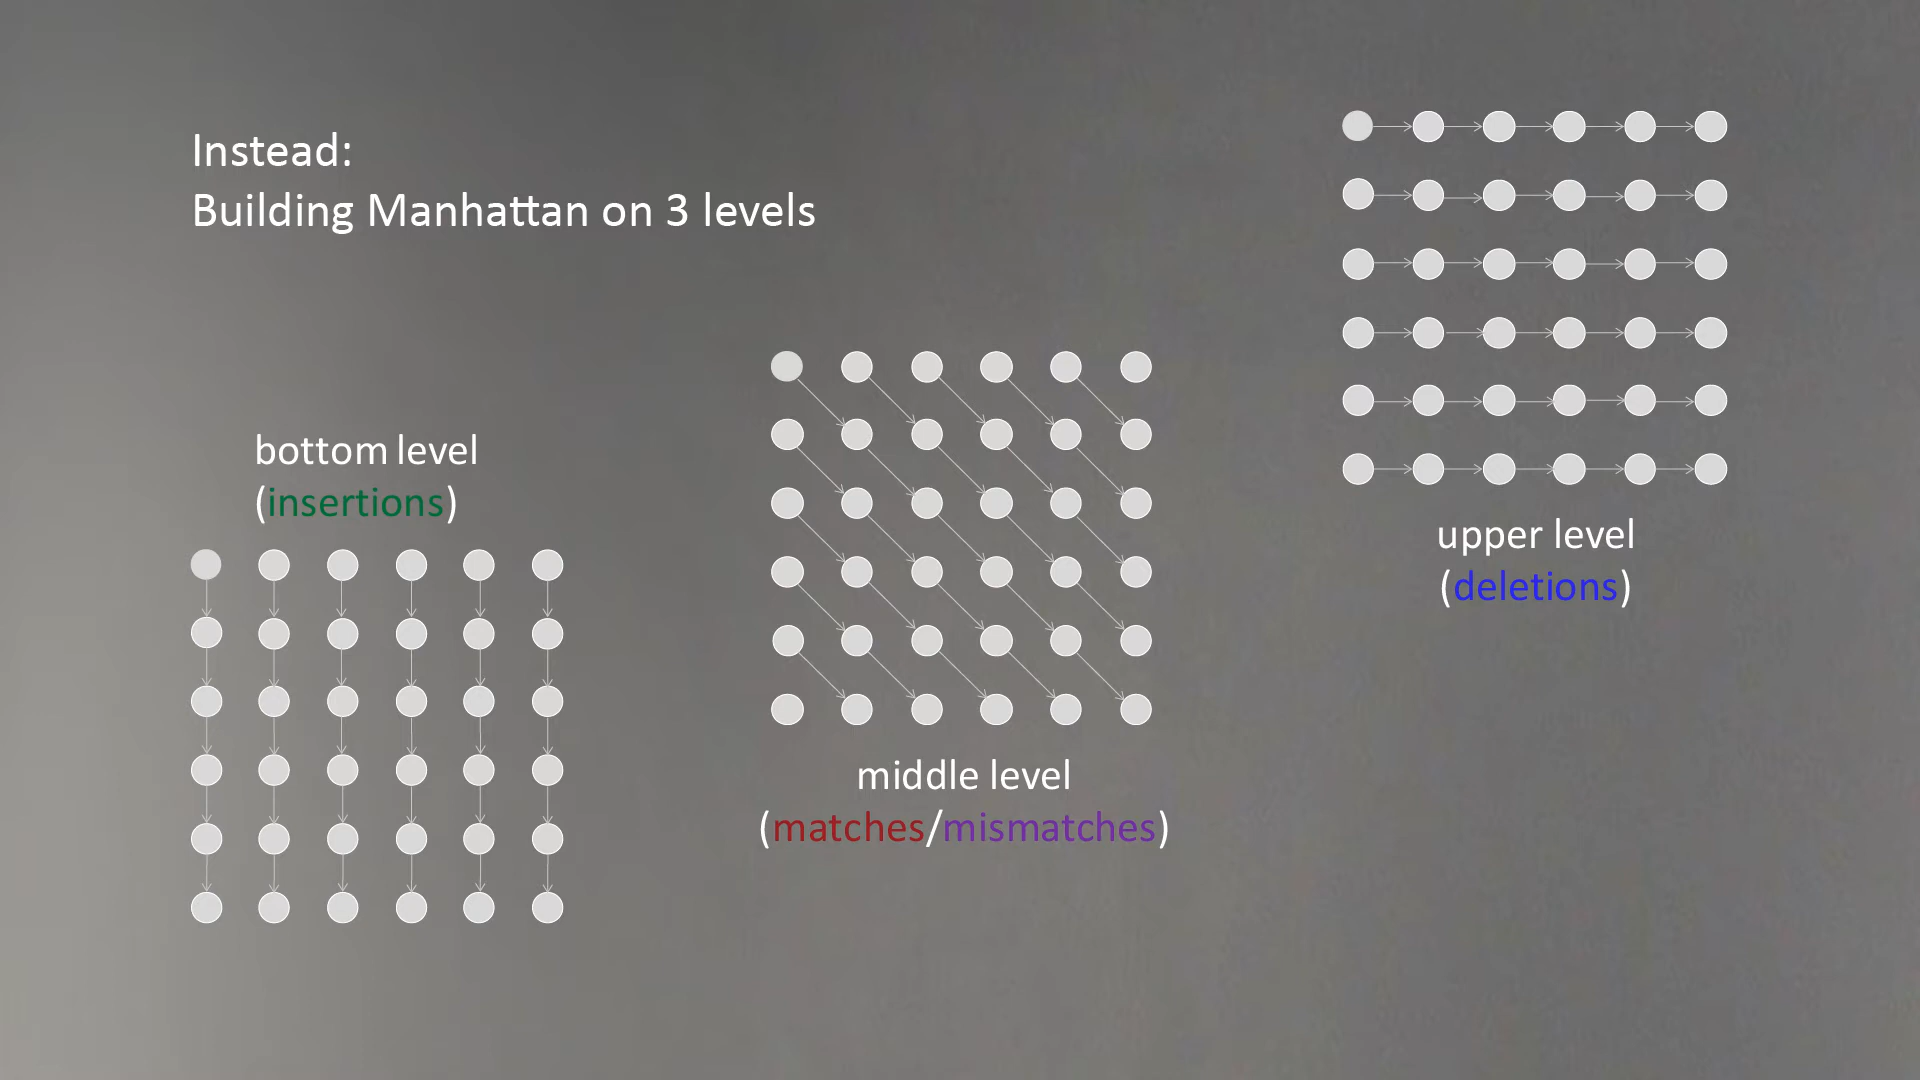 Instead:
Building Manhattan on 3 levels
bottom level
(insertions)
middle level
(matches/mismatches)
upper level
(deletions)